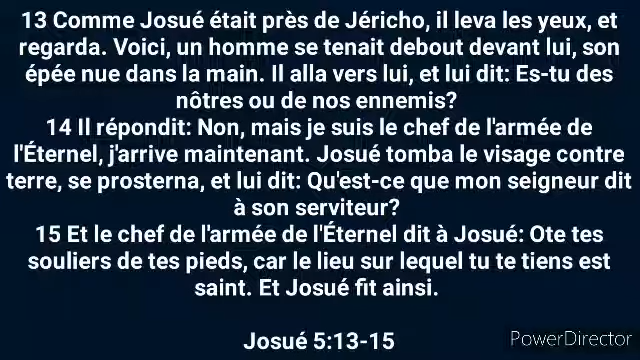 13 Comme Josué était près de Jéricho, il leva les yeux, et
regarda. Voici, un homme se tenait debout devant lui, son
épée nue dans la main. Il alla vers lui, et lui dit: Es-tu des
nôtres ou de nos ennemis?
14 Il répondit: Non, mais je suis le chef de l'armée de
l'Éternel, j'arrive maintenant. Josué tomba le visage contre
terre, se prosterna, et lui dit: Qu'est-ce que mon seigneur dit
à son serviteur?
15 Et le chef de l'armée de l'Éternel dit à Josué: Ote tes
souliers de tes pieds, car le lieu sur lequel tu te tiens est
saint. Et Josué fit ainsi.
Josué 5:13-15
PowerDirector